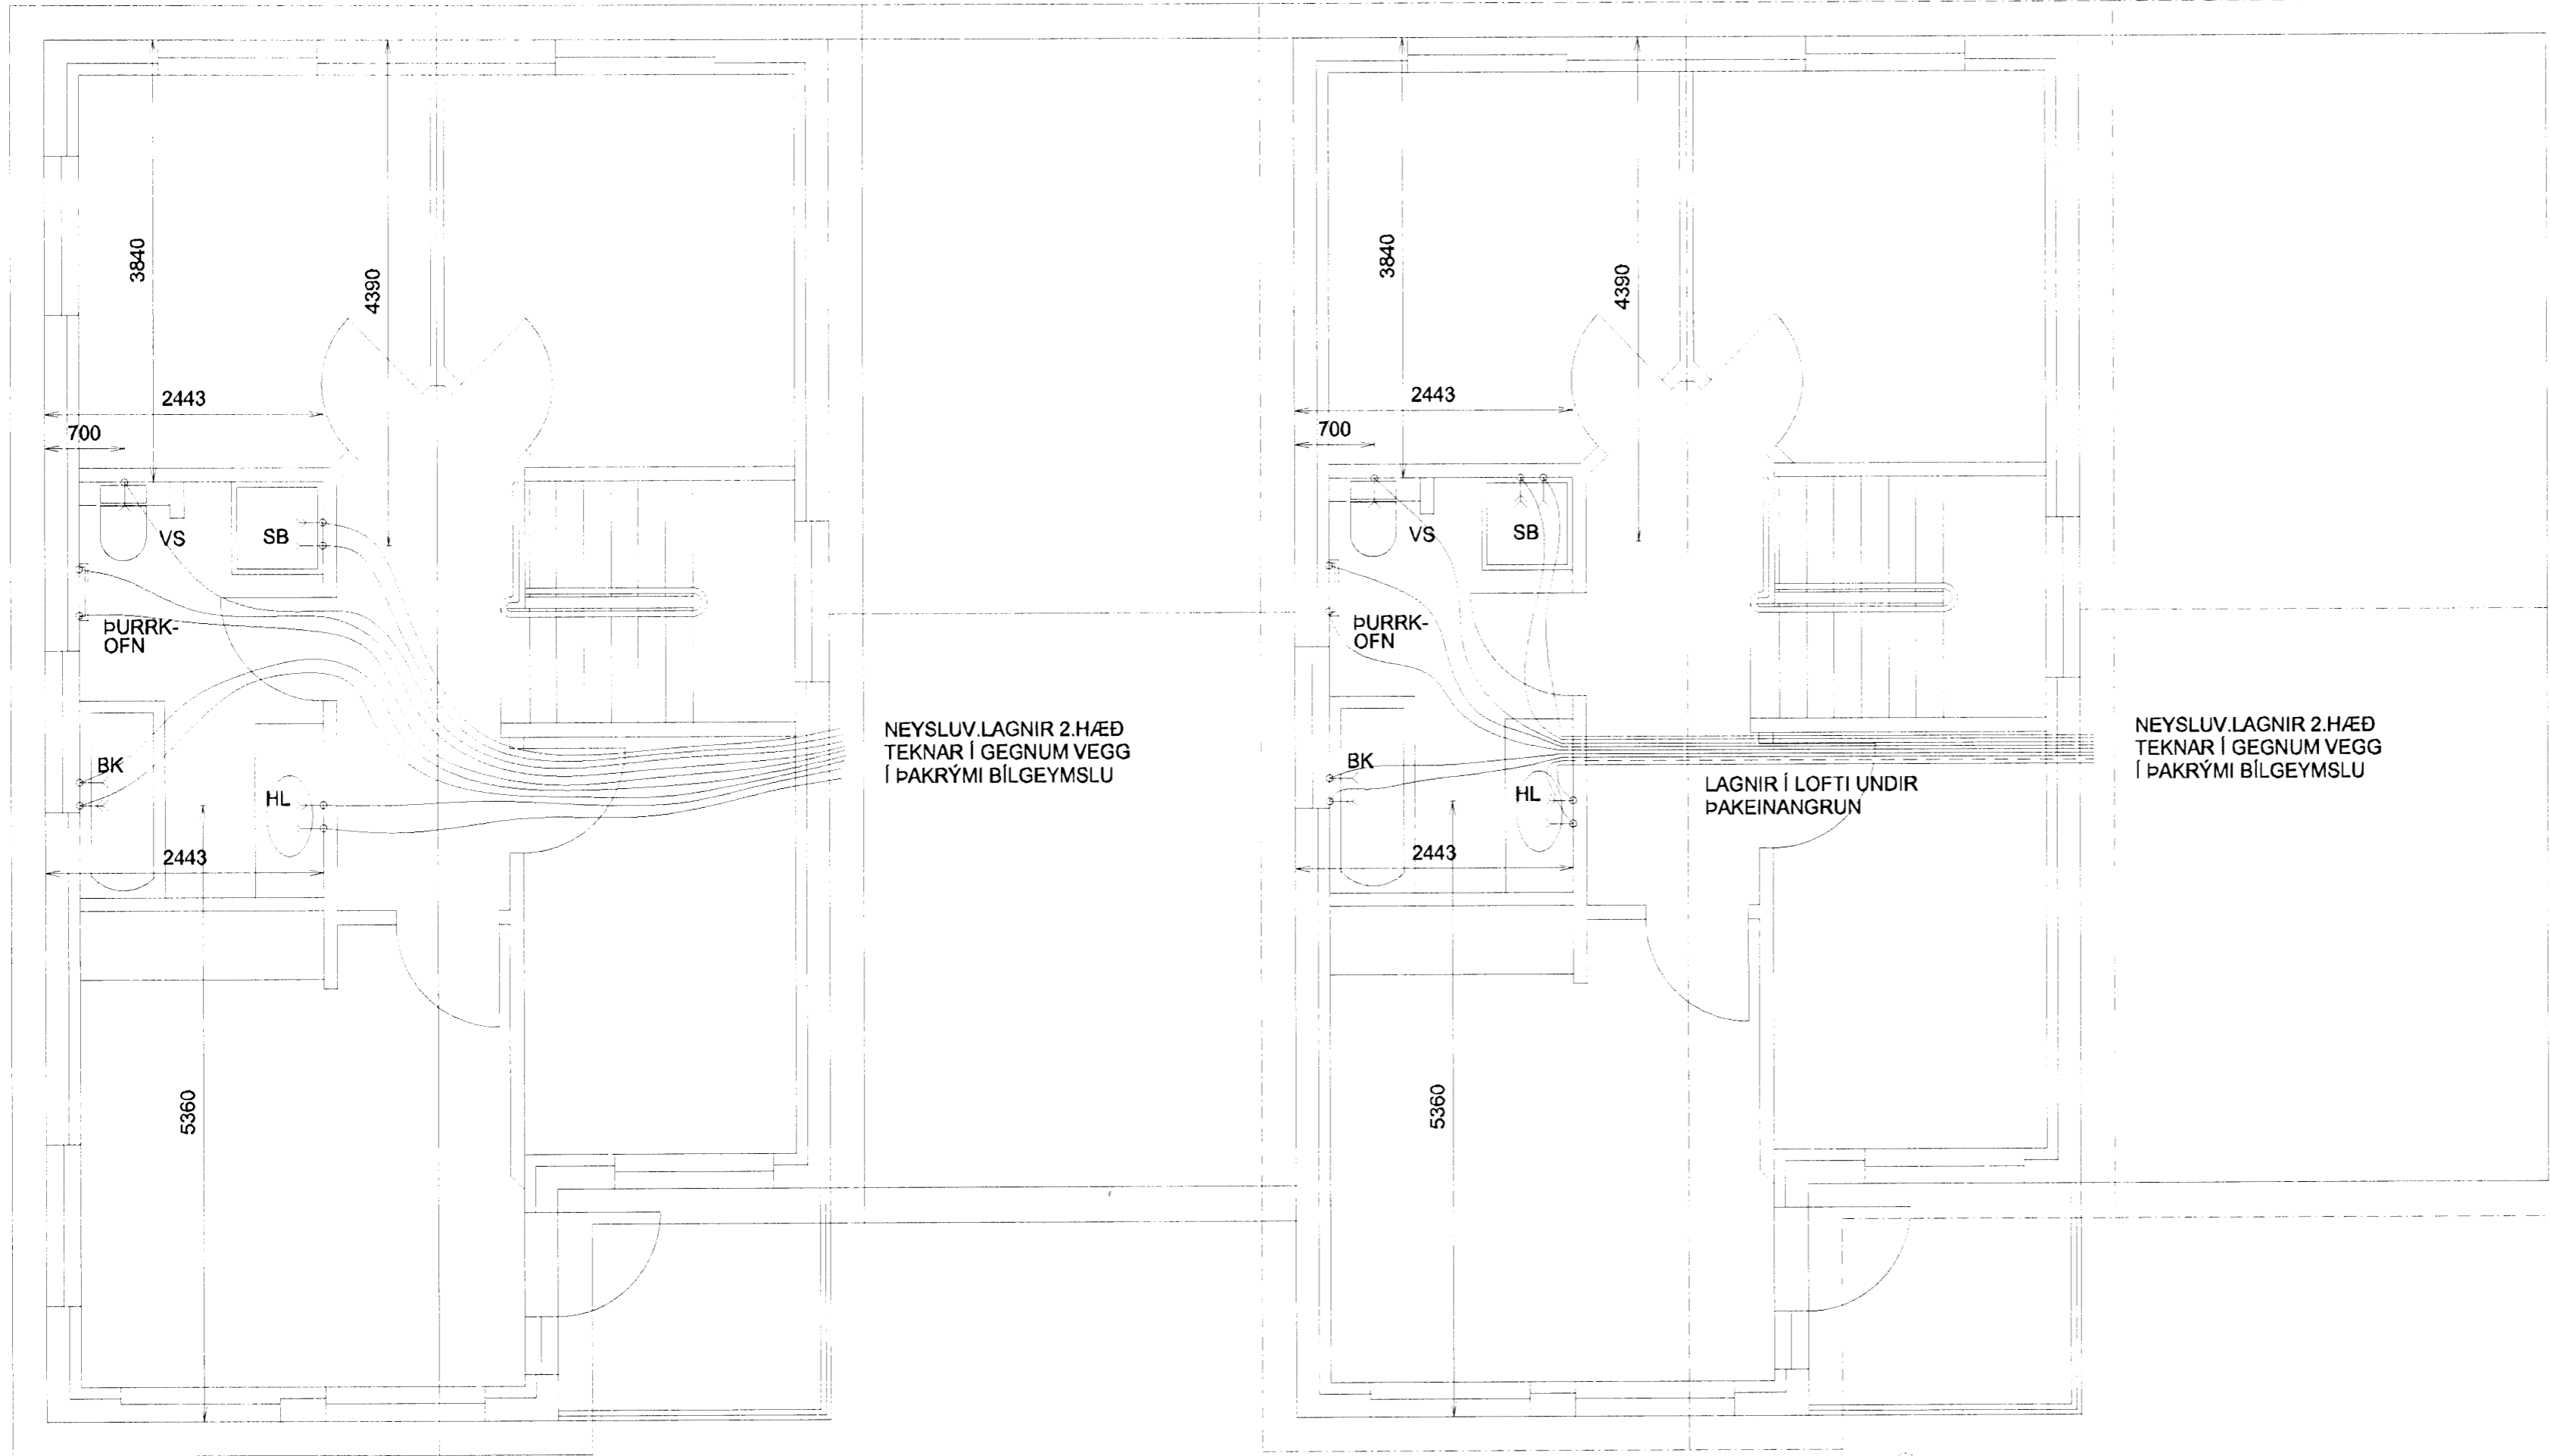 3840
4390
2443
700
VS
SB
ÞURRK-
OFN
BK
HL
2443
5360
NEYSLUV.LAGNIR 2.HÆÐ
TEKNAR Í GEGNUM VEGG
Í ÞAKRÝMI BÍLGEYMSLU
3840
4390
2443
700
VS
SB
ÞURRK-
OFN
BK
HL
2443
5360
LAGNIR Í LOFTI UNDIR
ÞAKEINANGRUN
NEYSLUV.LAGNIR 2.HÆÐ
TEKNAR Í GEGNUM VEGG
Í ÞAKRÝMI BÍLGEYMSLU